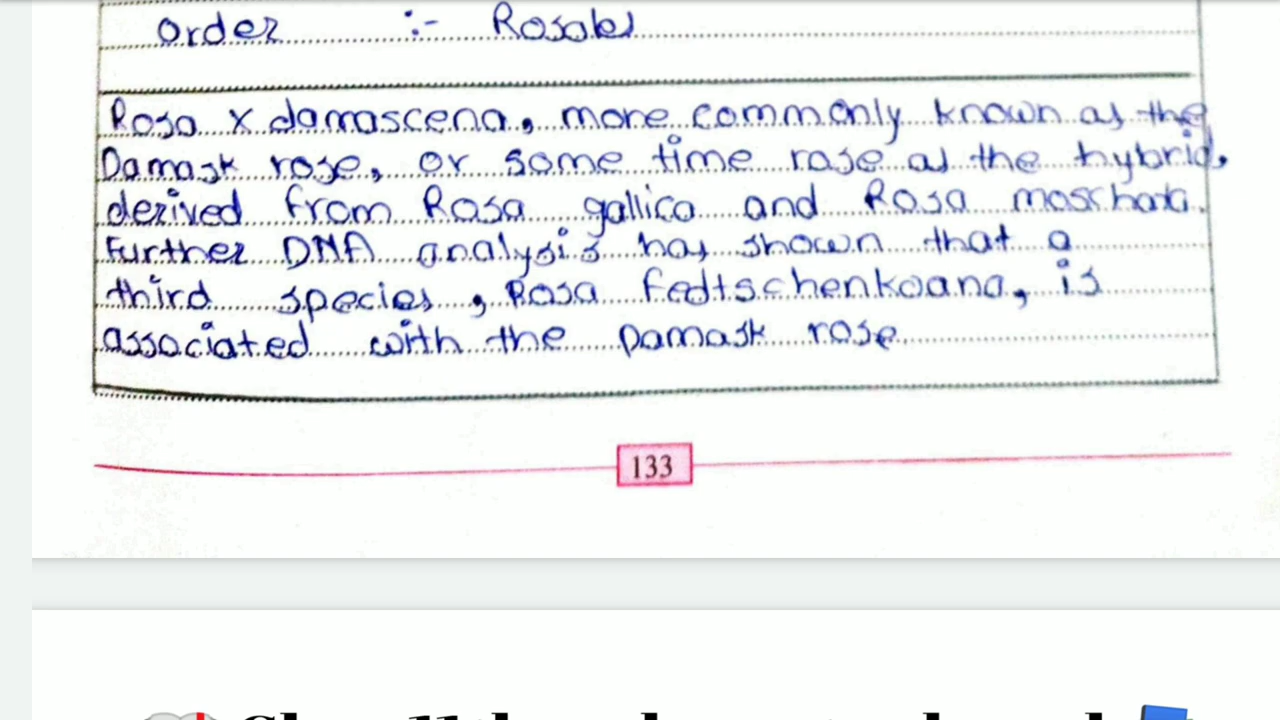 Order :- Rosales
Rosa x damascena, more commonly known as the
Damask rose, or some time rose as the hybrid,
derived from Rosa gallica and Rosa moschata.
Further DNA analysis has shown that a
third species, Rosa fedtschenkoana, is
associated with the Damask rose
133